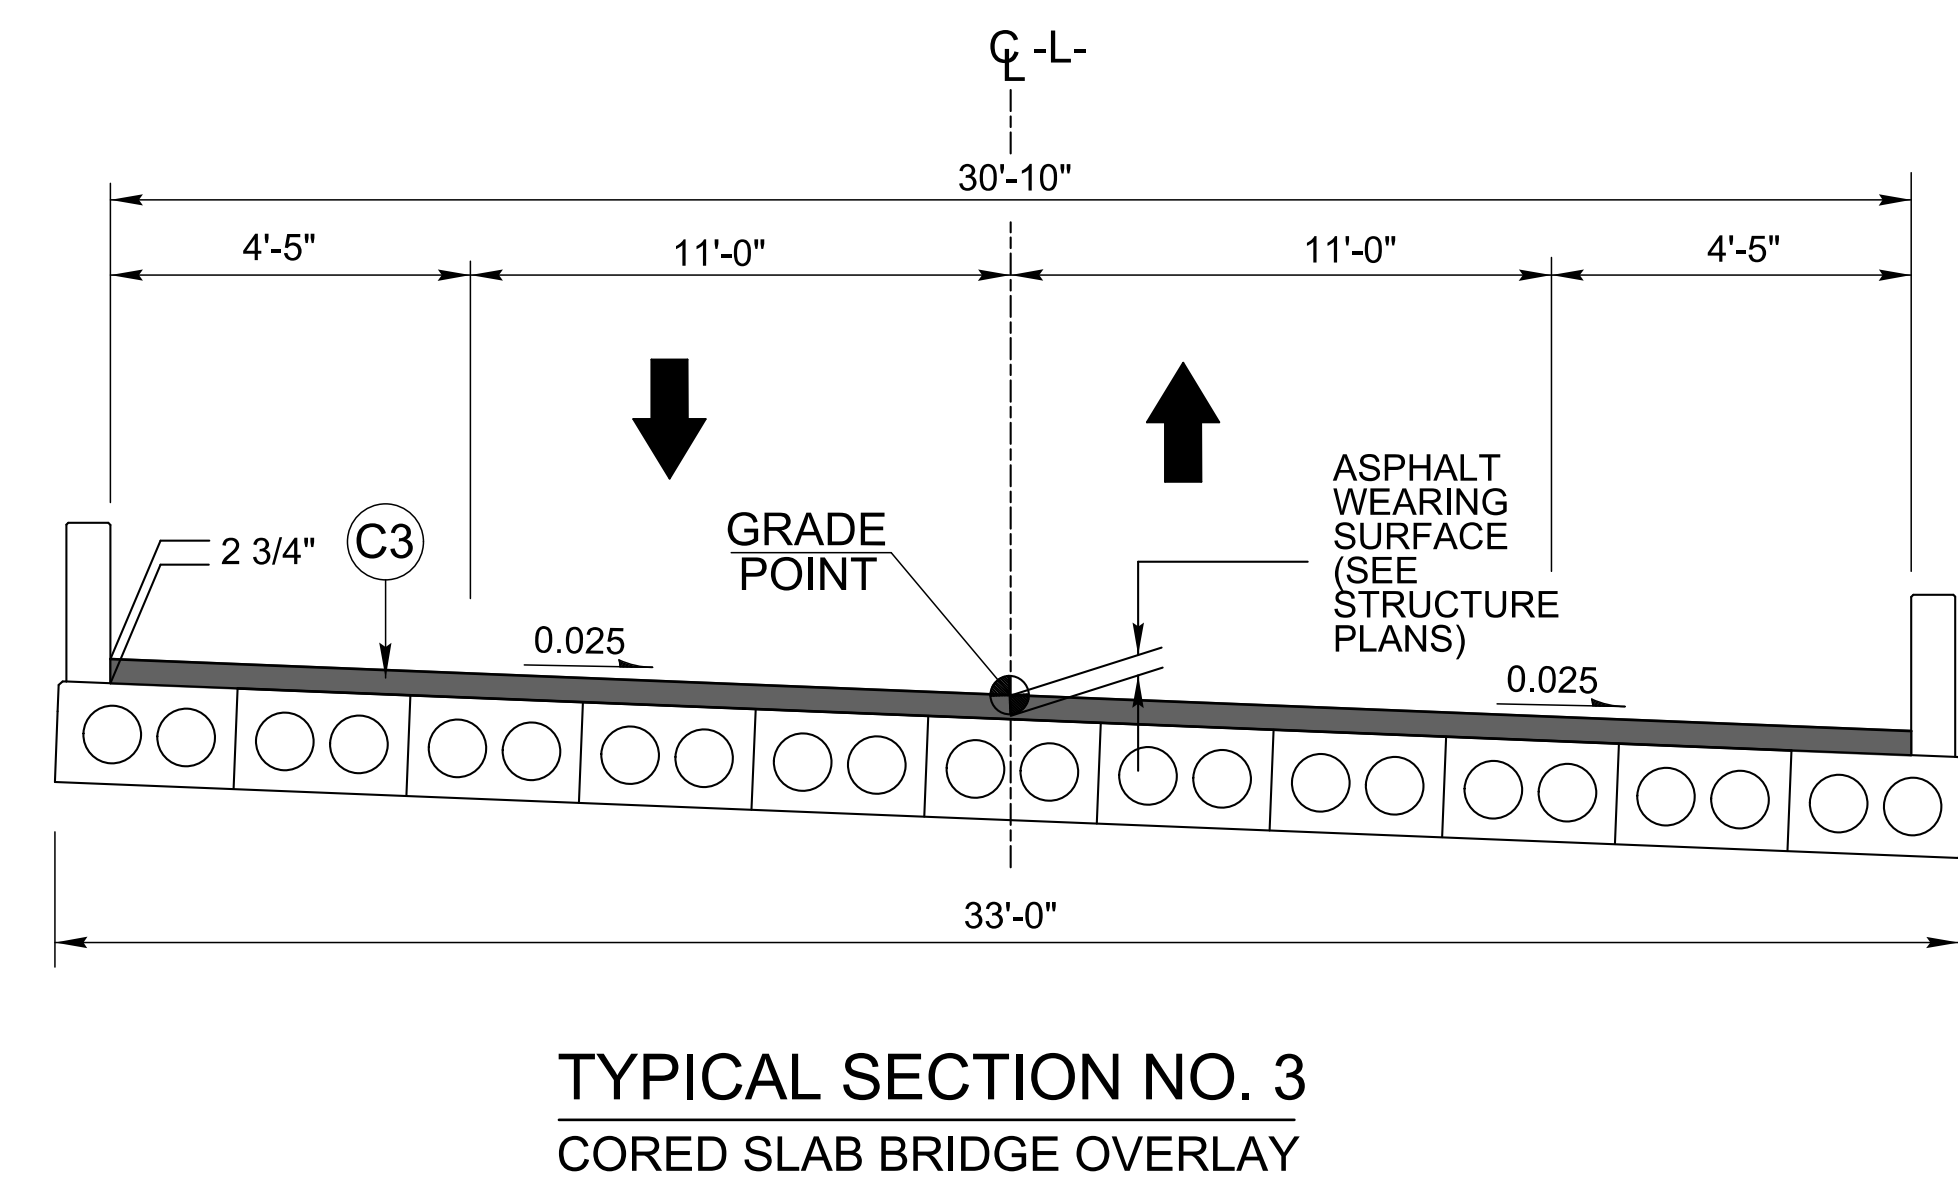 ℄ -L-
30'-10"
4'-5"
11'-0"
11'-0"
4'-5"
ASPHALT
WEARING
SURFACE
(SEE
STRUCTURE
PLANS)
2 3/4"
C3
GRADE
POINT
0.025
0.025
33'-0"
TYPICAL SECTION NO. 3
CORED SLAB BRIDGE OVERLAY